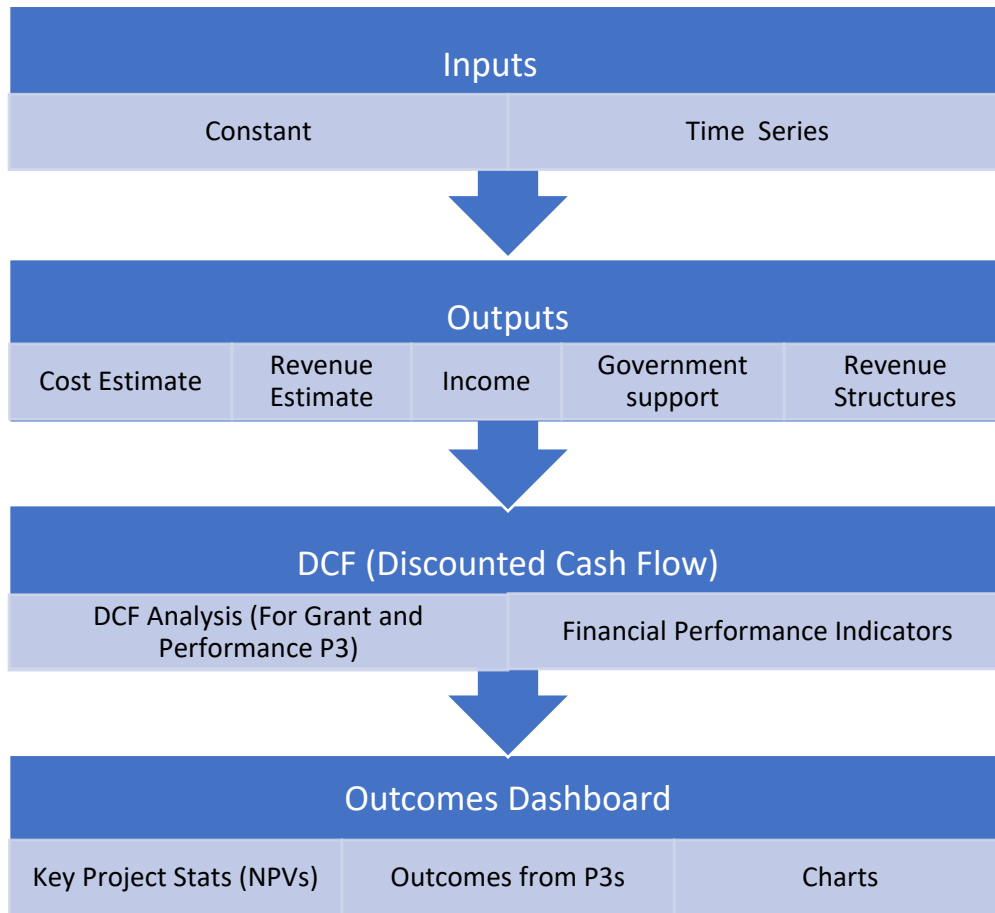 Inputs
Constant
Time Series
Outputs
Cost Estimate
Revenue
Estimate
Income
Government
support
Revenue
Structures
DCF (Discounted Cash Flow)
DCF Analysis (For Grant and
Performance P3)
Financial Performance Indicators
Outcomes Dashboard
Key Project Stats (NPVs)
Outcomes from P3s
Charts